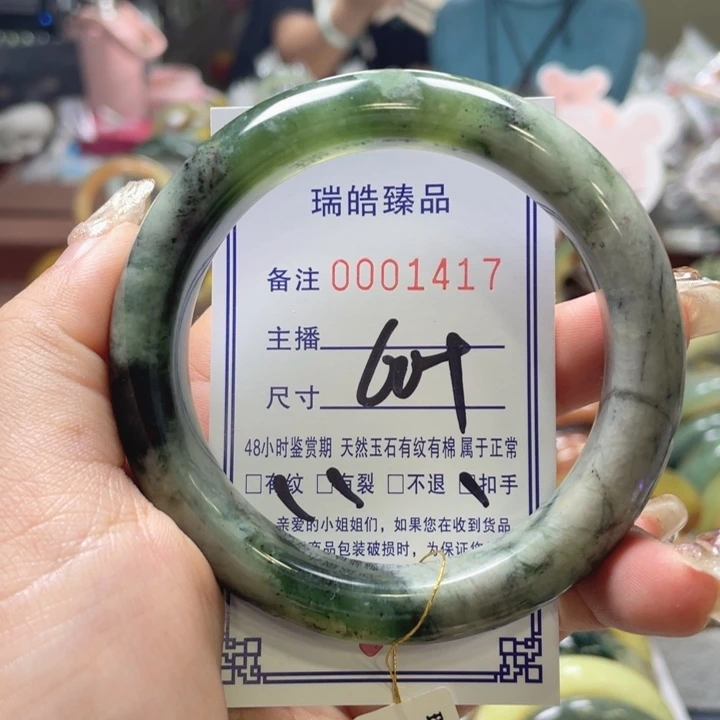 瑞皓臻品
备注 0001417
主播
尺寸 60
48小时鉴赏期 天然玉石有纹有棉 属于正常
□有纹 □有裂 □不退 □扣手
亲爱的小姐姐们，如果您在收到货品
商品包装破损时，为保证您